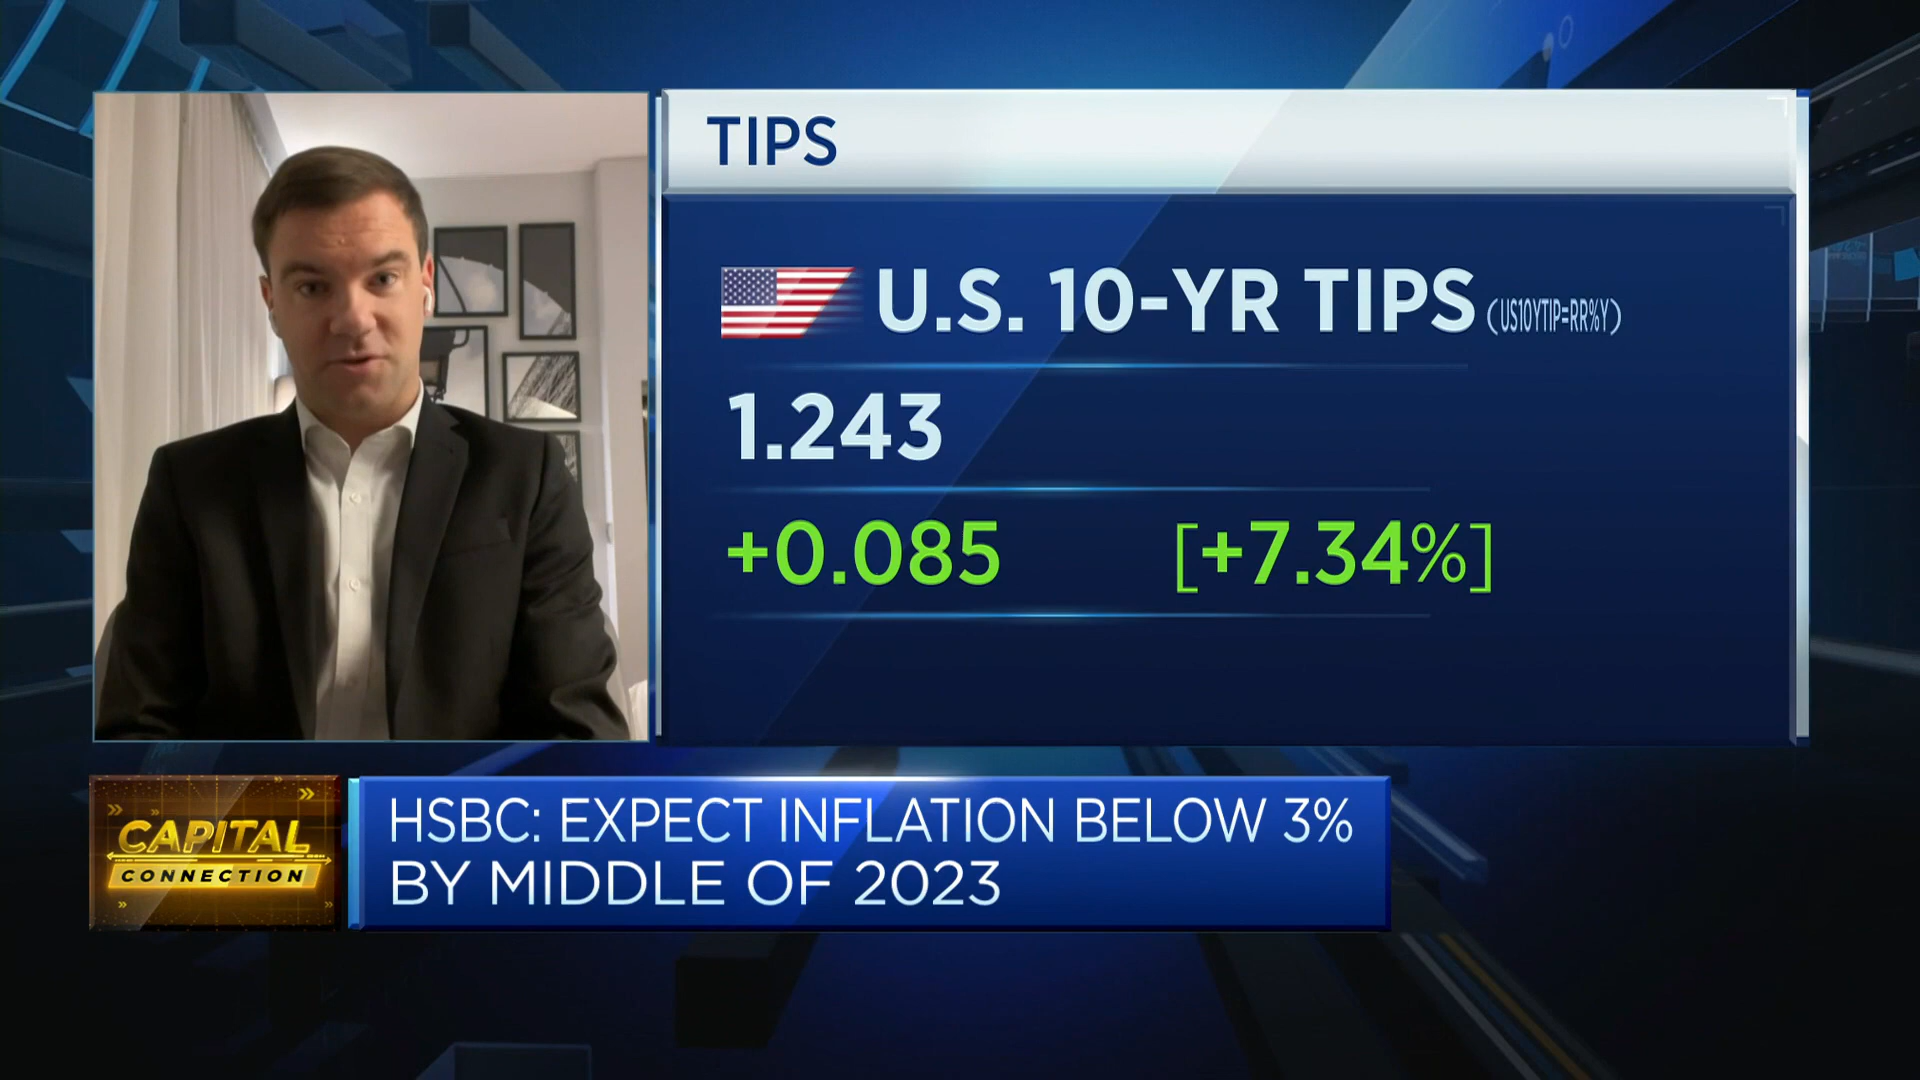 TIPS
U.S. 10-YR TIPS (US10YTIP=RR%Y)
1.243
+0.085 [+7.34%]
CAPITAL
CONNECTION
HSBC: EXPECT INFLATION BELOW 3%
BY MIDDLE OF 2023